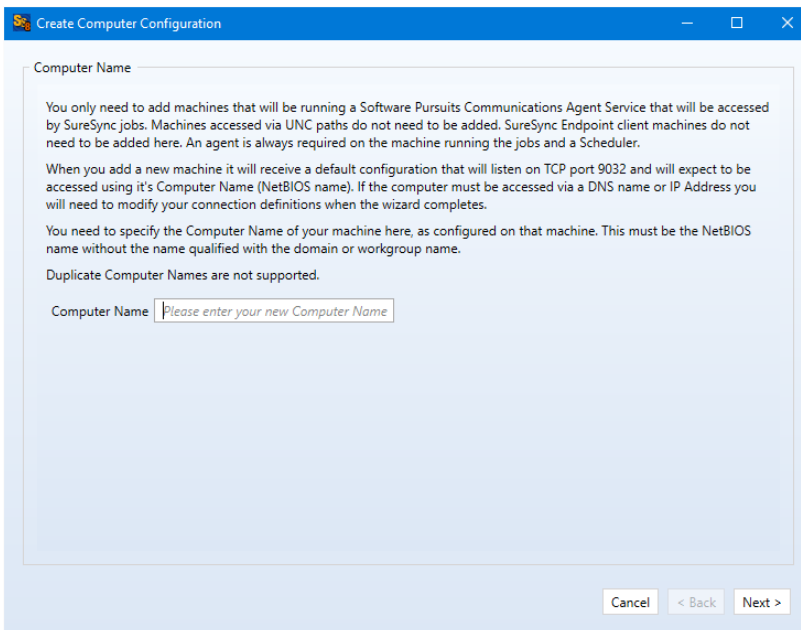 Create Computer Configuration
Computer Name
You only need to add machines that will be running a Software Pursuits Communications Agent Service that will be accessed
by SureSync jobs. Machines accessed via UNC paths do not need to be added. SureSync Endpoint client machines do not
need to be added here. An agent is always required on the machine running the jobs and a Scheduler.
When you add a new machine it will receive a default configuration that will listen on TCP port 9032 and will expect to be
accessed using it's Computer Name (NetBIOS name). If the computer must be accessed via a DNS name or IP Address you
will need to modify your connection definitions when the wizard completes.
You need to specify the Computer Name of your machine here, as configured on that machine. This must be the NetBIOS
name without the name qualified with the domain or workgroup name.
Duplicate Computer Names are not supported.
Computer Name Please enter your new Computer Name
Cancel < Back Next >